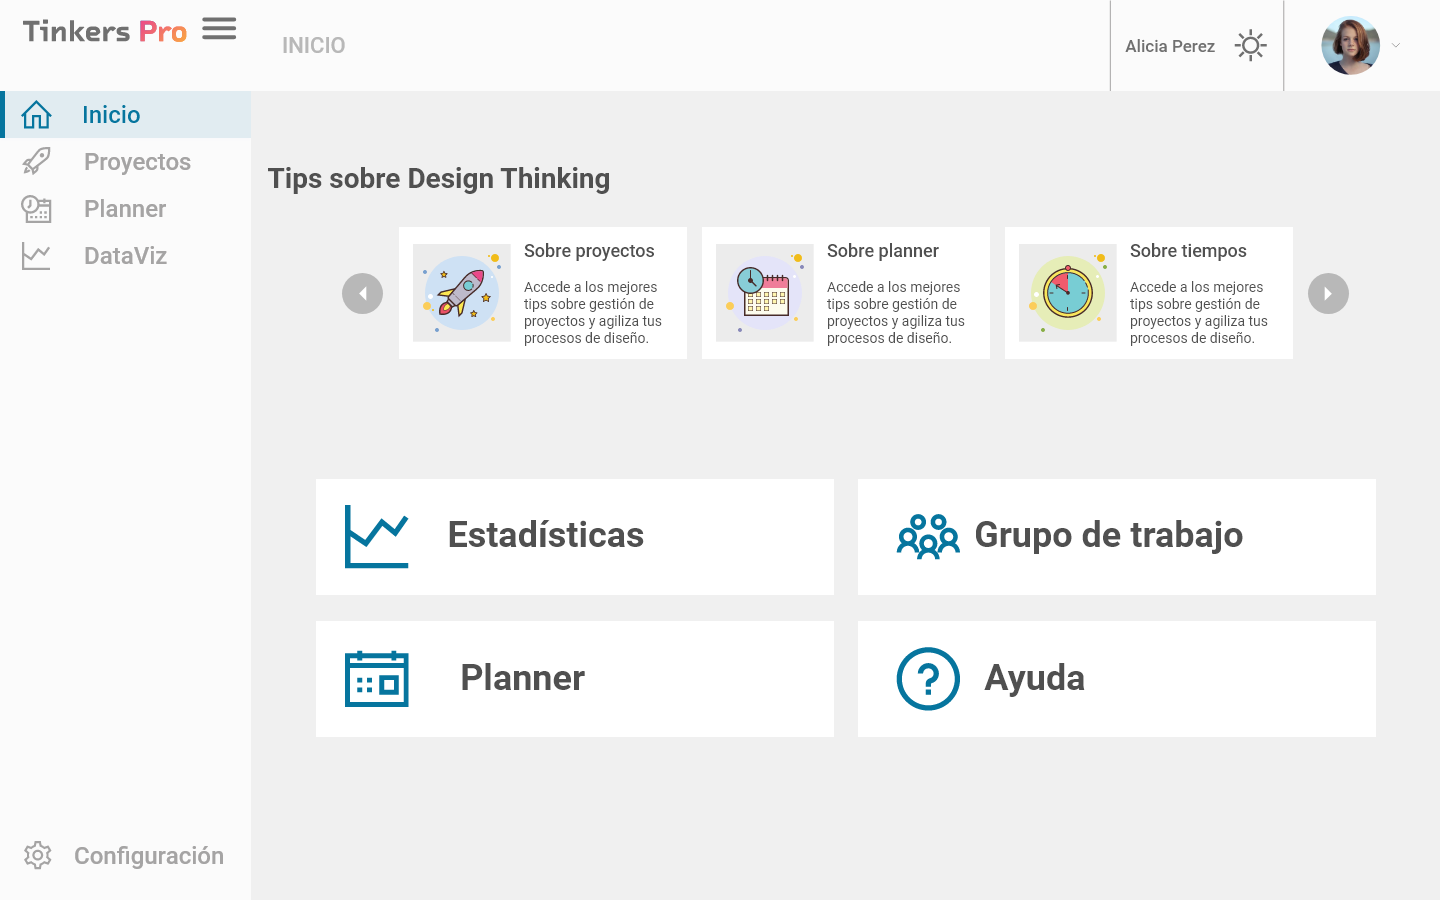 Tinkers Pro
INICIO
Alicia Perez
Inicio
Proyectos
Planner
DataViz
Configuración
Tips sobre Design Thinking
Sobre proyectos
Accede a los mejores
tips sobre gestión de
proyectos y agiliza tus
procesos de diseño.
Sobre planner
Accede a los mejores
tips sobre gestión de
proyectos y agiliza tus
procesos de diseño.
Sobre tiempos
Accede a los mejores
tips sobre gestión de
proyectos y agiliza tus
procesos de diseño.
Estadísticas
Grupo de trabajo
Planner
Ayuda